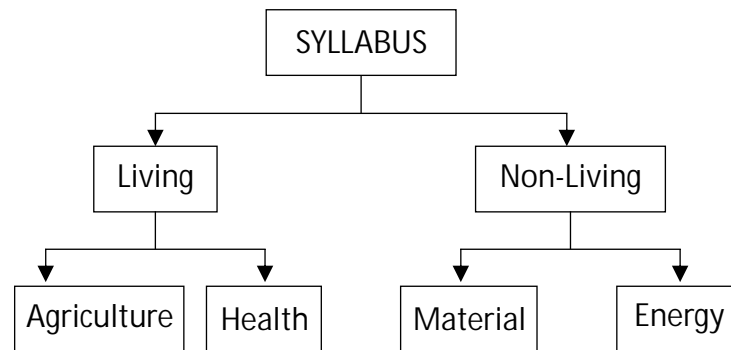 SYLLABUS
Living
Non-Living
Agriculture
Health
Material
Energy